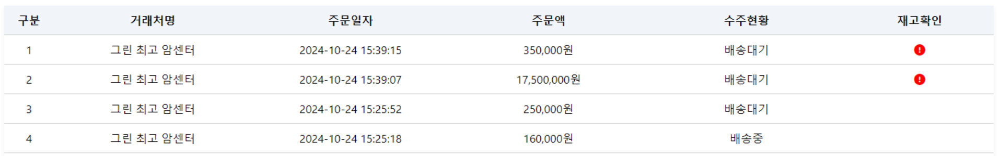 구분 거래처명 주문일자 주문액 수주현황 재고확인
1 그린 최고 암센터 2024-10-24 15:39:15 350,000원 배송대기
2 그린 최고 암센터 2024-10-24 15:39:07 17,500,000원 배송대기
3 그린 최고 암센터 2024-10-24 15:25:52 250,000원 배송대기
4 그린 최고 암센터 2024-10-24 15:25:18 160,000원 배송중